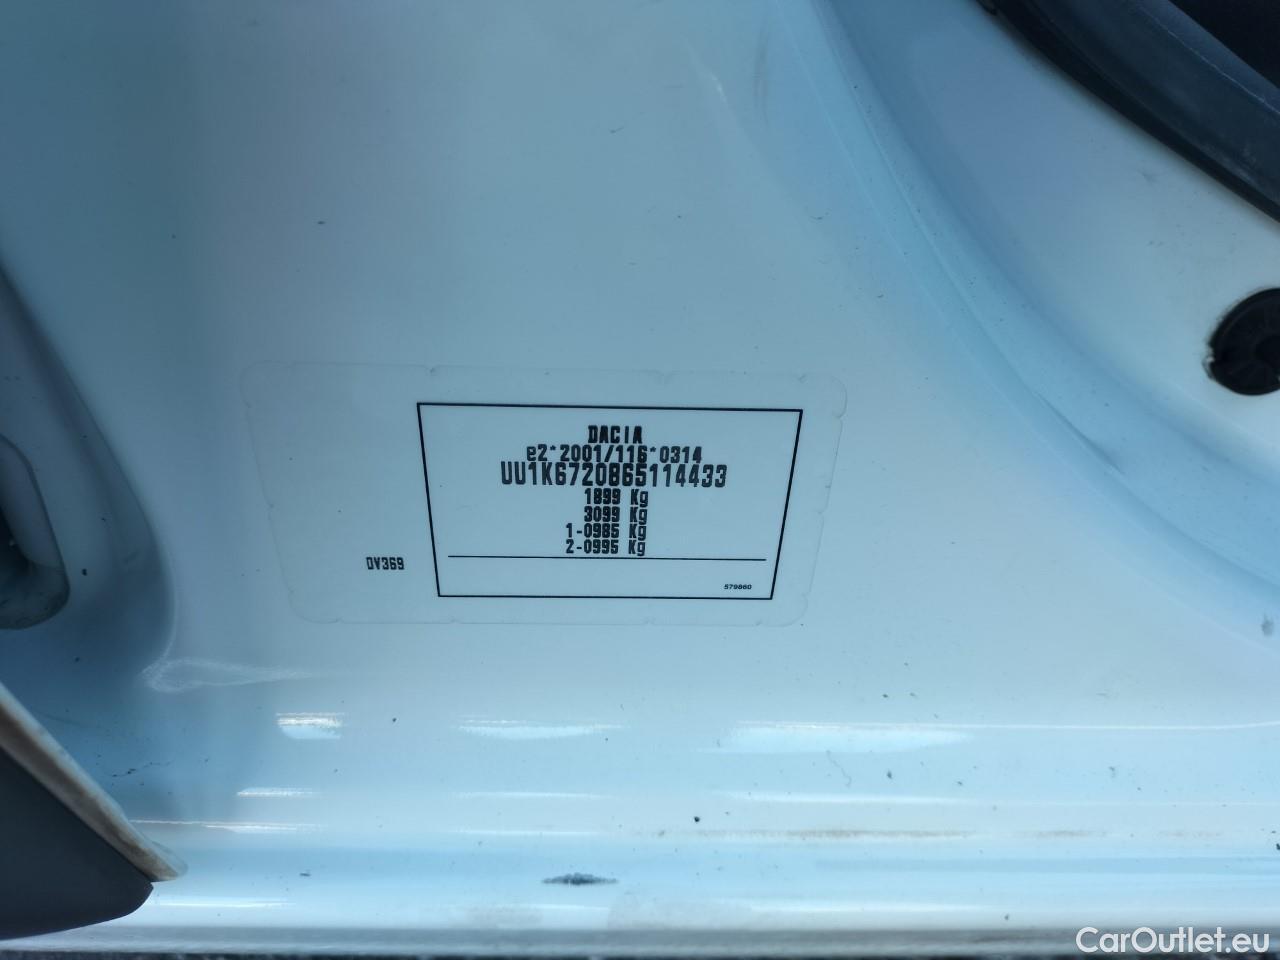 DACIA
e2*2001/116*0314
UU1K6720865114433
1899 Kg
3099 Kg
1-0985 Kg
2-0995 Kg
DV369
579860
CarOutlet.eu